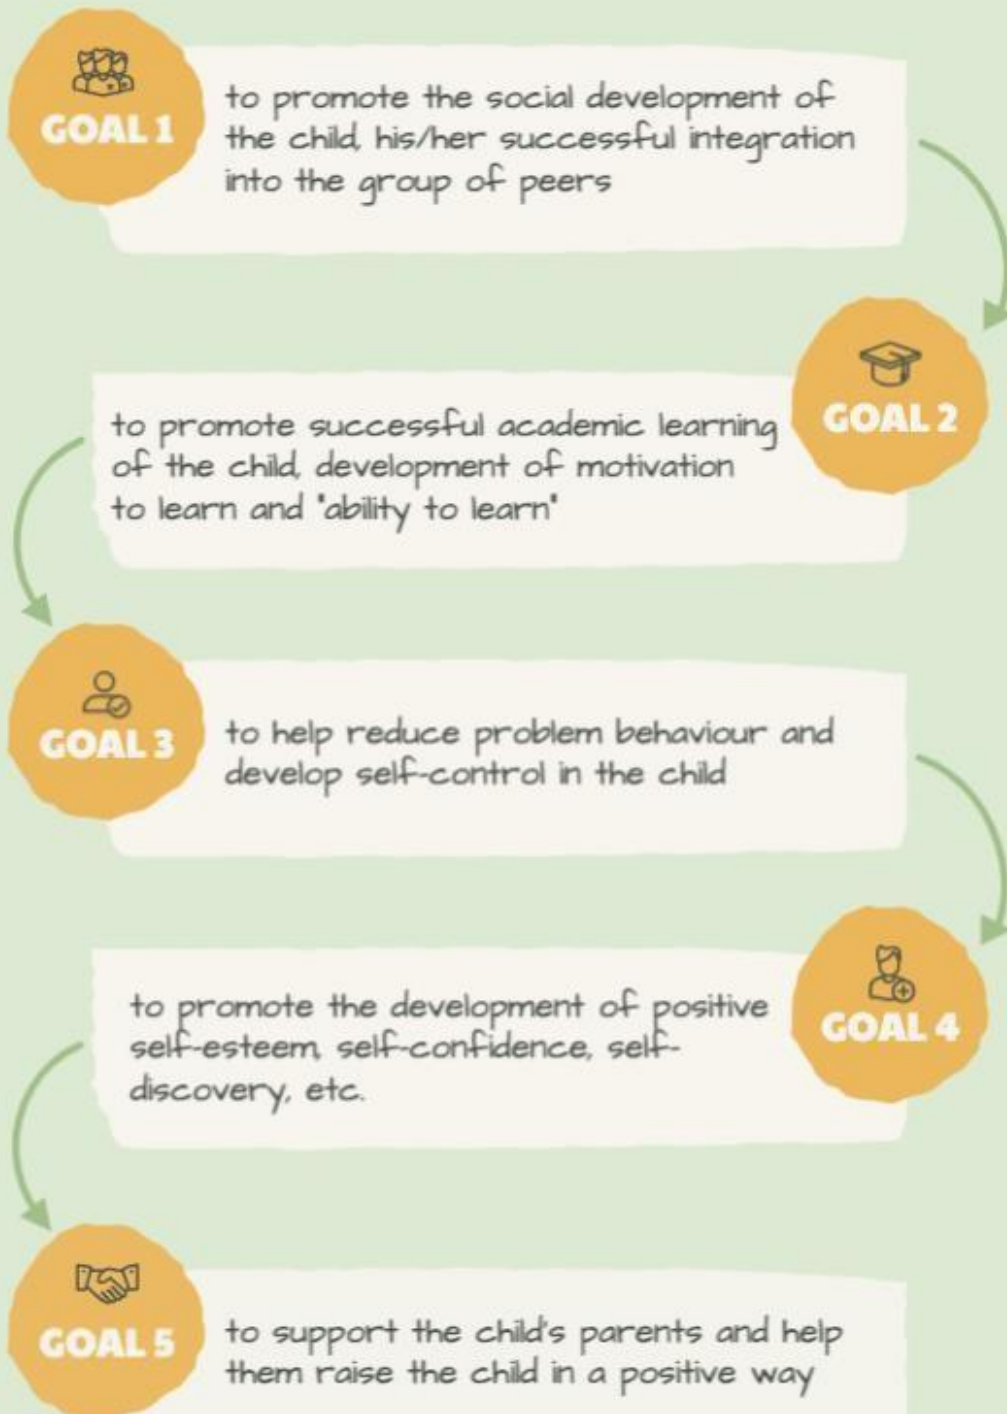 GOAL 1
to promote the social development of
the child, his/her successful integration
into the group of peers
GOAL 2
to promote successful academic learning
of the child, development of motivation
to learn and "ability to learn"
GOAL 3
to help reduce problem behaviour and
develop self-control in the child
GOAL 4
to promote the development of positive
self-esteem, self-confidence, self-
discovery, etc.
GOAL 5
to support the child's parents and help
them raise the child in a positive way